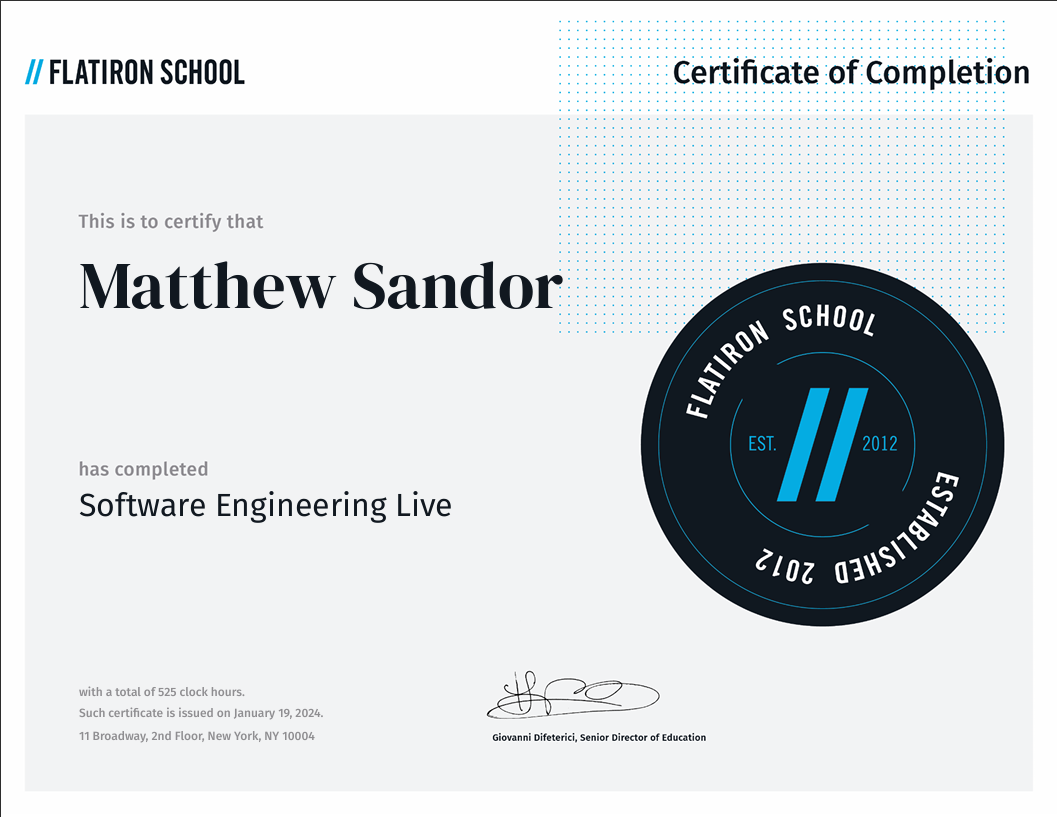 // FLATIRON SCHOOL
Certificate of Completion
This is to certify that
Matthew Sandor
FLATIRON SCHOOL
EST. // 2012
ESTABLISHED 2012
has completed
Software Engineering Live
with a total of 525 clock hours.
Such certificate is issued on January 19, 2024.
11 Broadway, 2nd Floor, New York, NY 10004
Giovanni Difeterici, Senior Director of Education